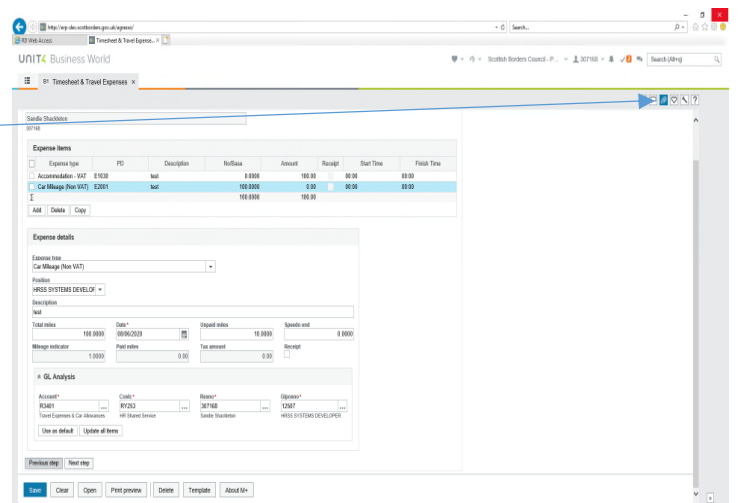 http://erp-dev.scotborders.gov.uk/agresso/
Search...
RD Web Access
Timesheet & Travel Expense...
UNIT4 Business World
Scottish Borders Council - P...
307168
Search (Alt+q)
Timesheet & Travel Expenses
Sandie Shackleton
307168
Expense items
Expense type PD Description No/Base Amount Receipt Start Time Finish Time
Accommodation - VAT E1030 test 0.0000 100.00 00:00 00:00
Car Mileage (Non VAT) E2001 test 100.0000 0.00 00:00 00:00
Σ 100.0000 100.00
Add Delete Copy
Expense details
Expense type
Car Mileage (Non VAT)
Position
HRSS SYSTEMS DEVELOP
Description
test
Total miles Date* Unpaid miles Speedo end
100.0000 08/06/2020 10.0000 0.0000
Mileage indicator Paid miles Tax amount Receipt
1.0000 0.00 0.00
GL Analysis
Account* Costc* Resno* Glposno*
R3401 RY253 307168 12507
Travel Expenses & Car Allowances HR Shared Service Sandie Shackleton HRSS SYSTEMS DEVELOPER
Use as default Update all items
Previous step Next step
Save Clear Open Print preview Delete Template About M+